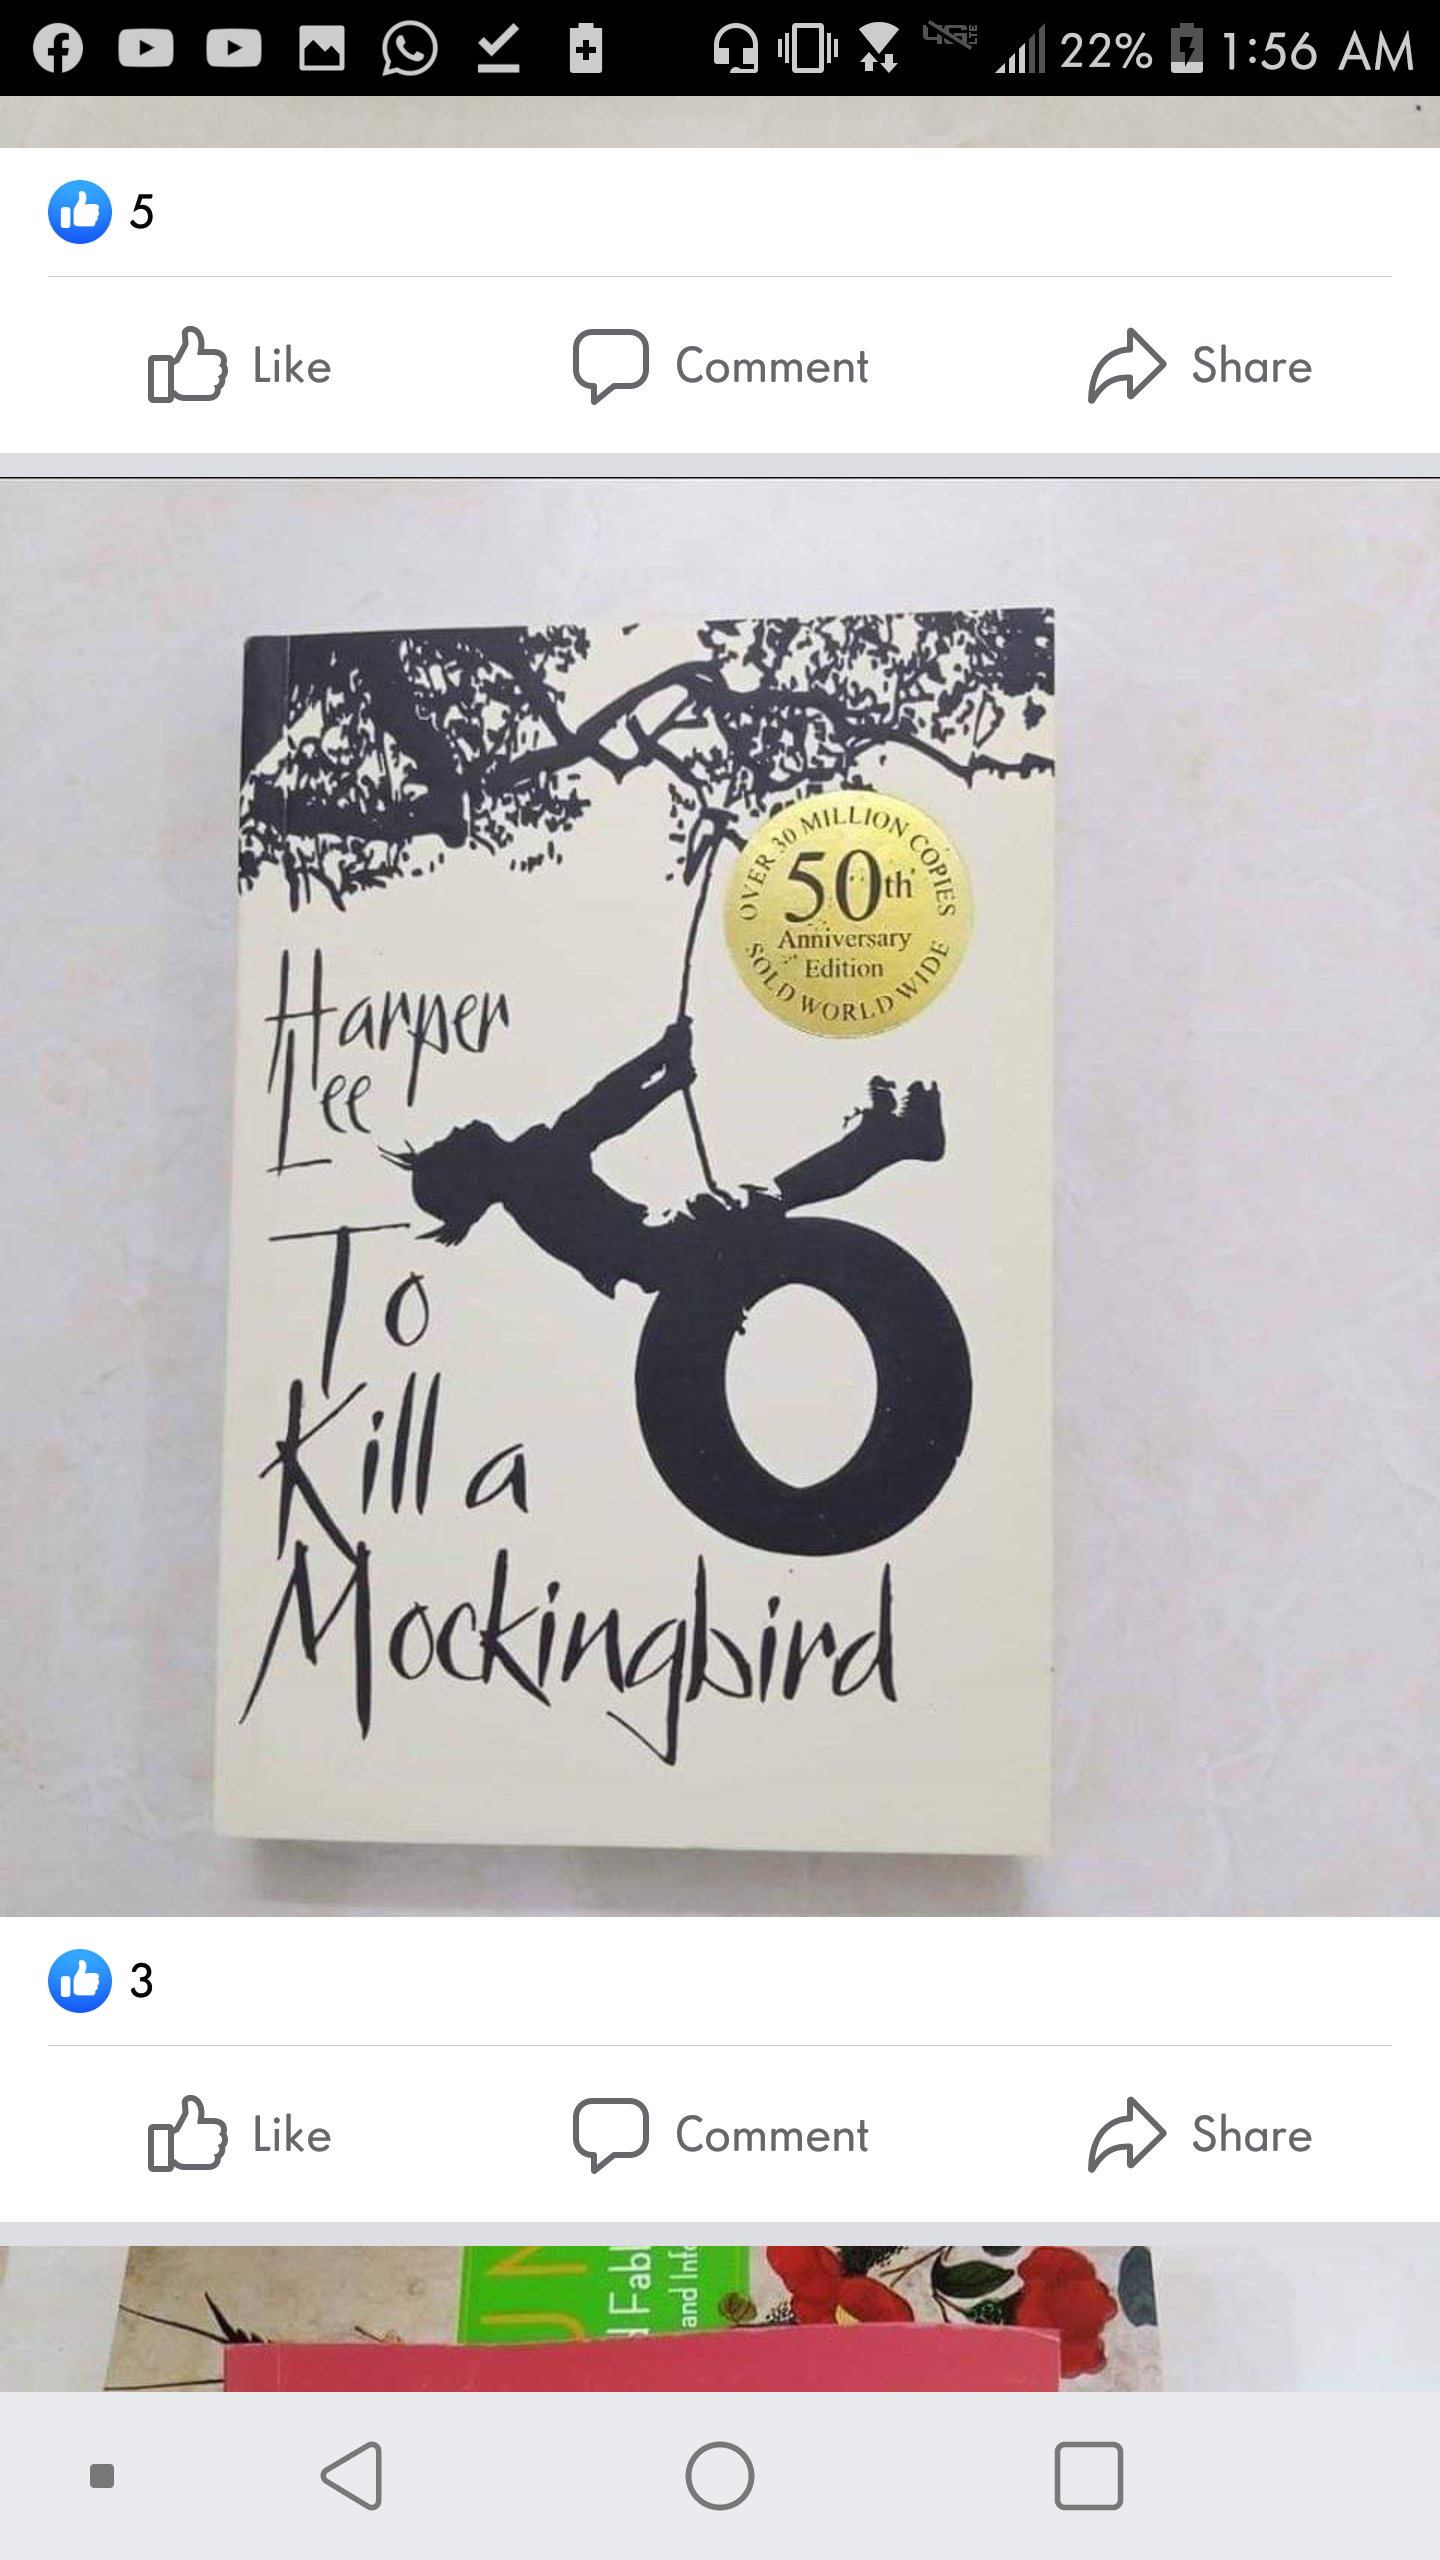 22% 1:56 AM
5
Like Comment Share
OVER 30 MILLION COPIES
50th
Anniversary
Edition
SOLD WORLD WIDE
Harper
Lee
To
Kill a
Mockingbird
3
Like Comment Share
and